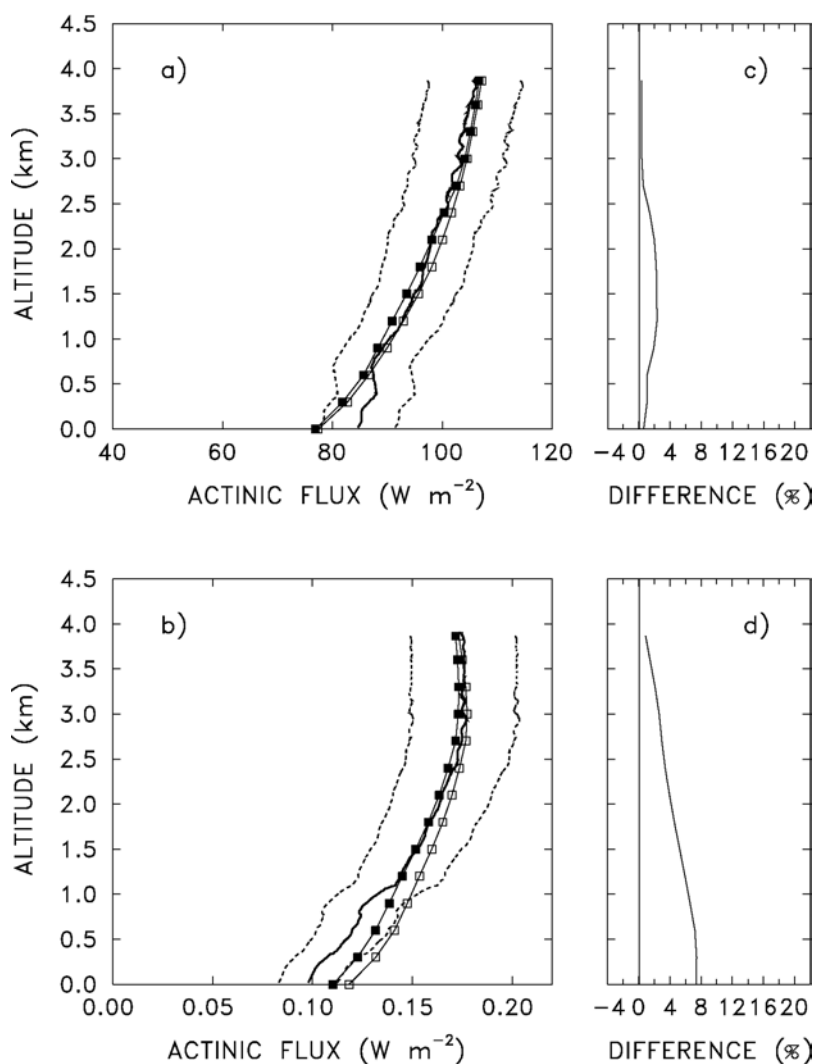 4.5
4.0
3.5
3.0
2.5
2.0
1.5
1.0
0.5
0.0
ALTITUDE (km)
a)
40 60 80 100 120
ACTINIC FLUX (W m⁻²)
c)
−4 0 4 8 12 16 20
DIFFERENCE (%)
4.5
4.0
3.5
3.0
2.5
2.0
1.5
1.0
0.5
0.0
ALTITUDE (km)
b)
0.00 0.05 0.10 0.15 0.20
ACTINIC FLUX (W m⁻²)
d)
−4 0 4 8 12 16 20
DIFFERENCE (%)